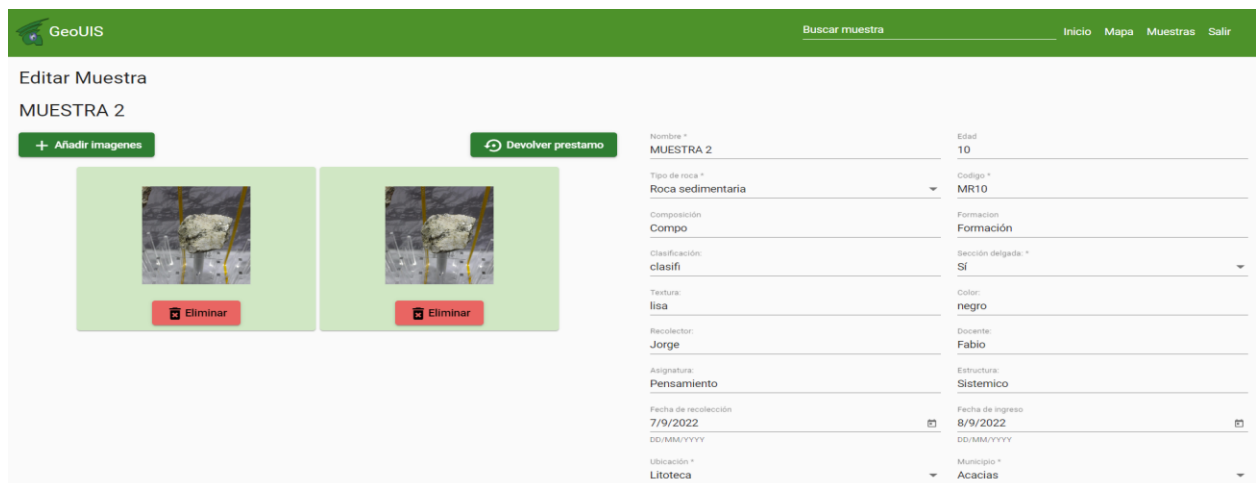 GeoUIS
Buscar muestra
Inicio Mapa Muestras Salir
Editar Muestra
MUESTRA 2
Añadir imagenes
Devolver prestamo
Eliminar
Eliminar
Nombre *
MUESTRA 2
Edad
10
Tipo de roca *
Roca sedimentaria
Codigo *
MR10
Composición
Compo
Formacion
Formación
Clasificación:
clasifi
Sección delgada: *
Sí
Textura:
lisa
Color:
negro
Recolector:
Jorge
Docente:
Fabio
Asignatura:
Pensamiento
Estructura:
Sistemico
Fecha de recolección
7/9/2022
DD/MM/YYYY
Fecha de ingreso
8/9/2022
DD/MM/YYYY
Ubicación *
Litoteca
Municipio *
Acacias